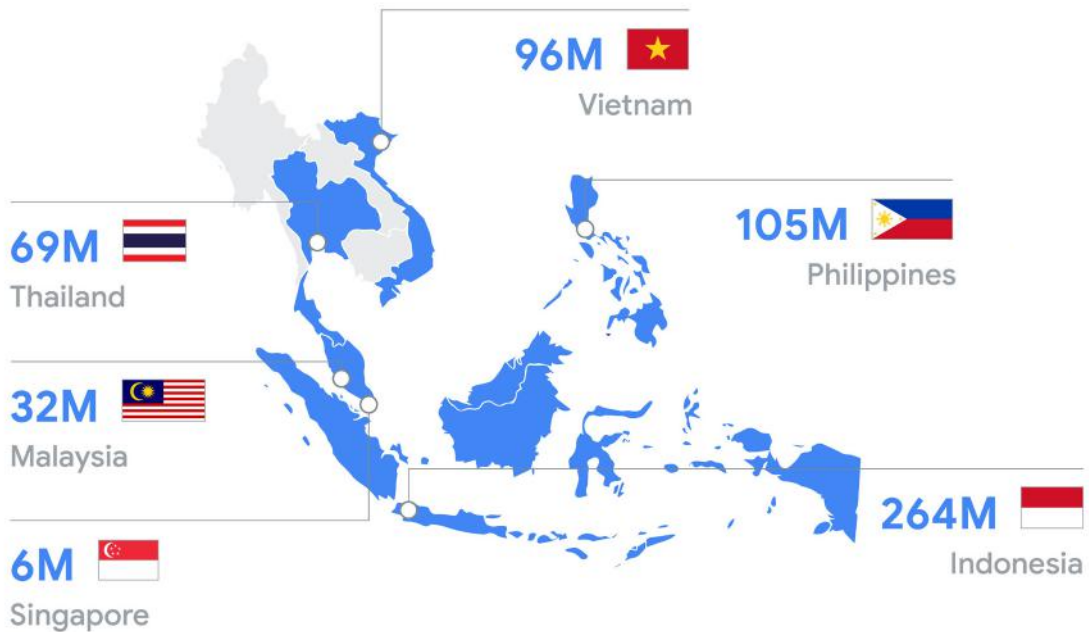 96M
Vietnam
69M
Thailand
105M
Philippines
32M
Malaysia
264M
Indonesia
6M
Singapore